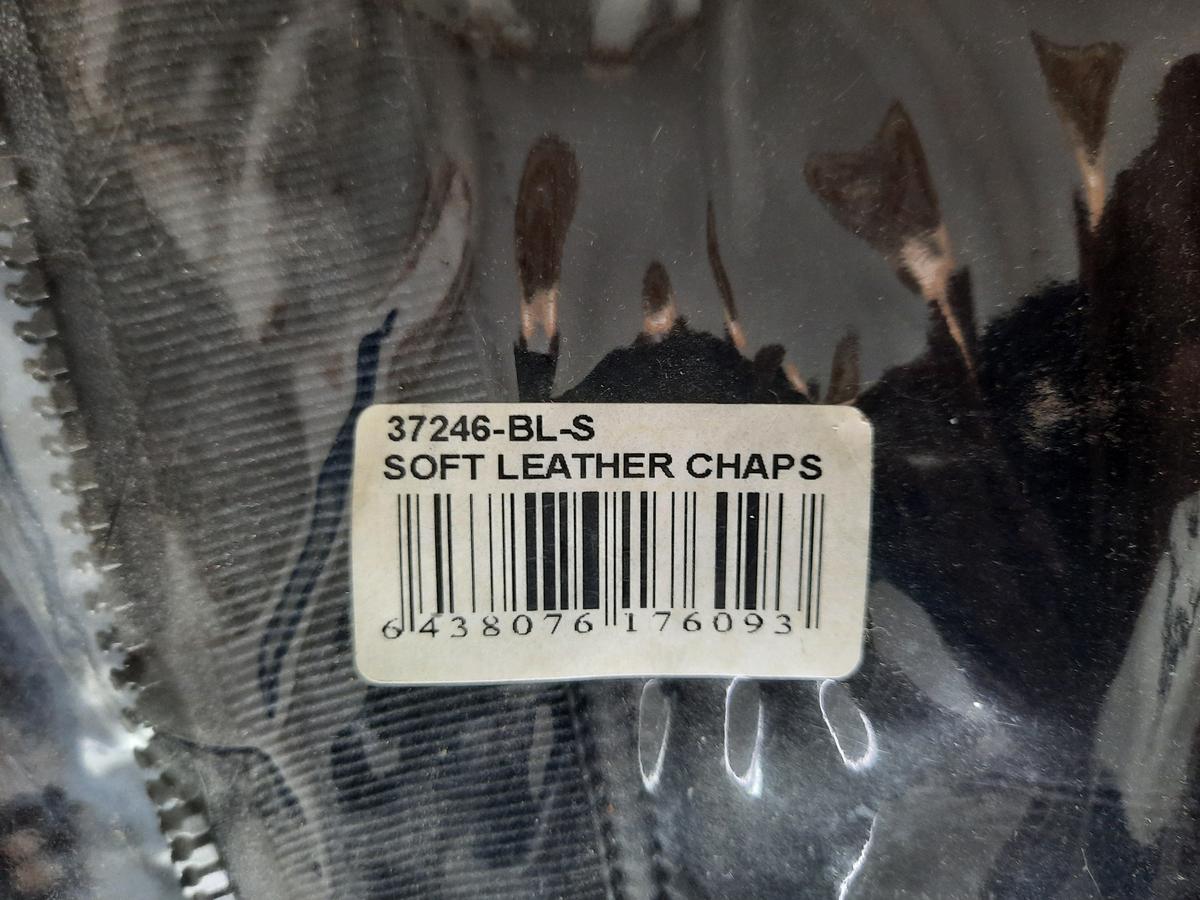 37246-BL-S
SOFT LEATHER CHAPS
6 438076 176093